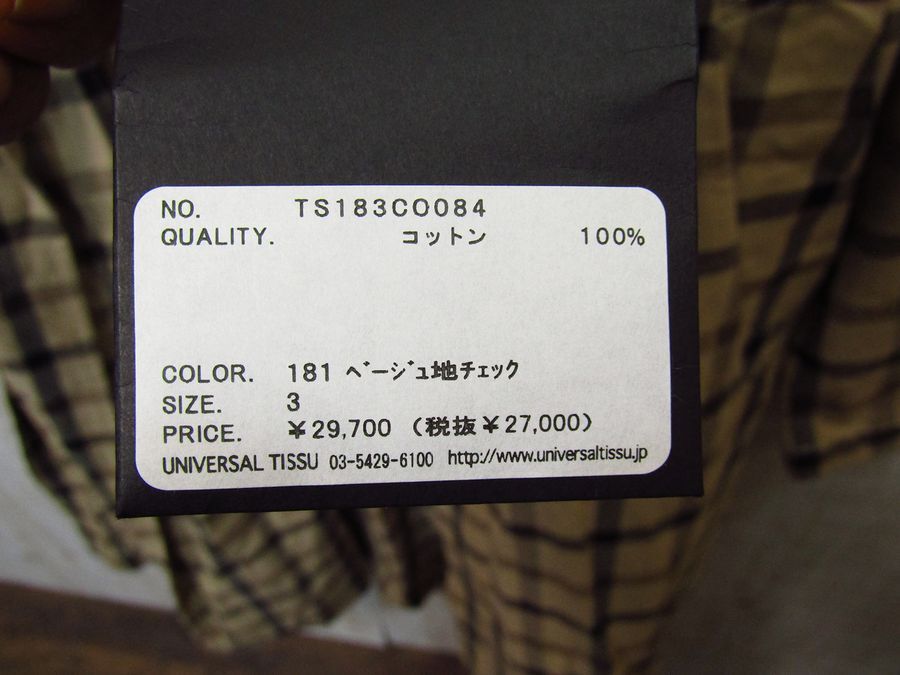 NO. TS183CO084
QUALITY. コットン 100%
COLOR. 181 ﾍﾞｰｼﾞｭ地ﾁｪｯｸ
SIZE. 3
PRICE. ¥29,700 (税抜¥27,000)
UNIVERSAL TISSU 03-5429-6100 http://www.universaltissu.jp